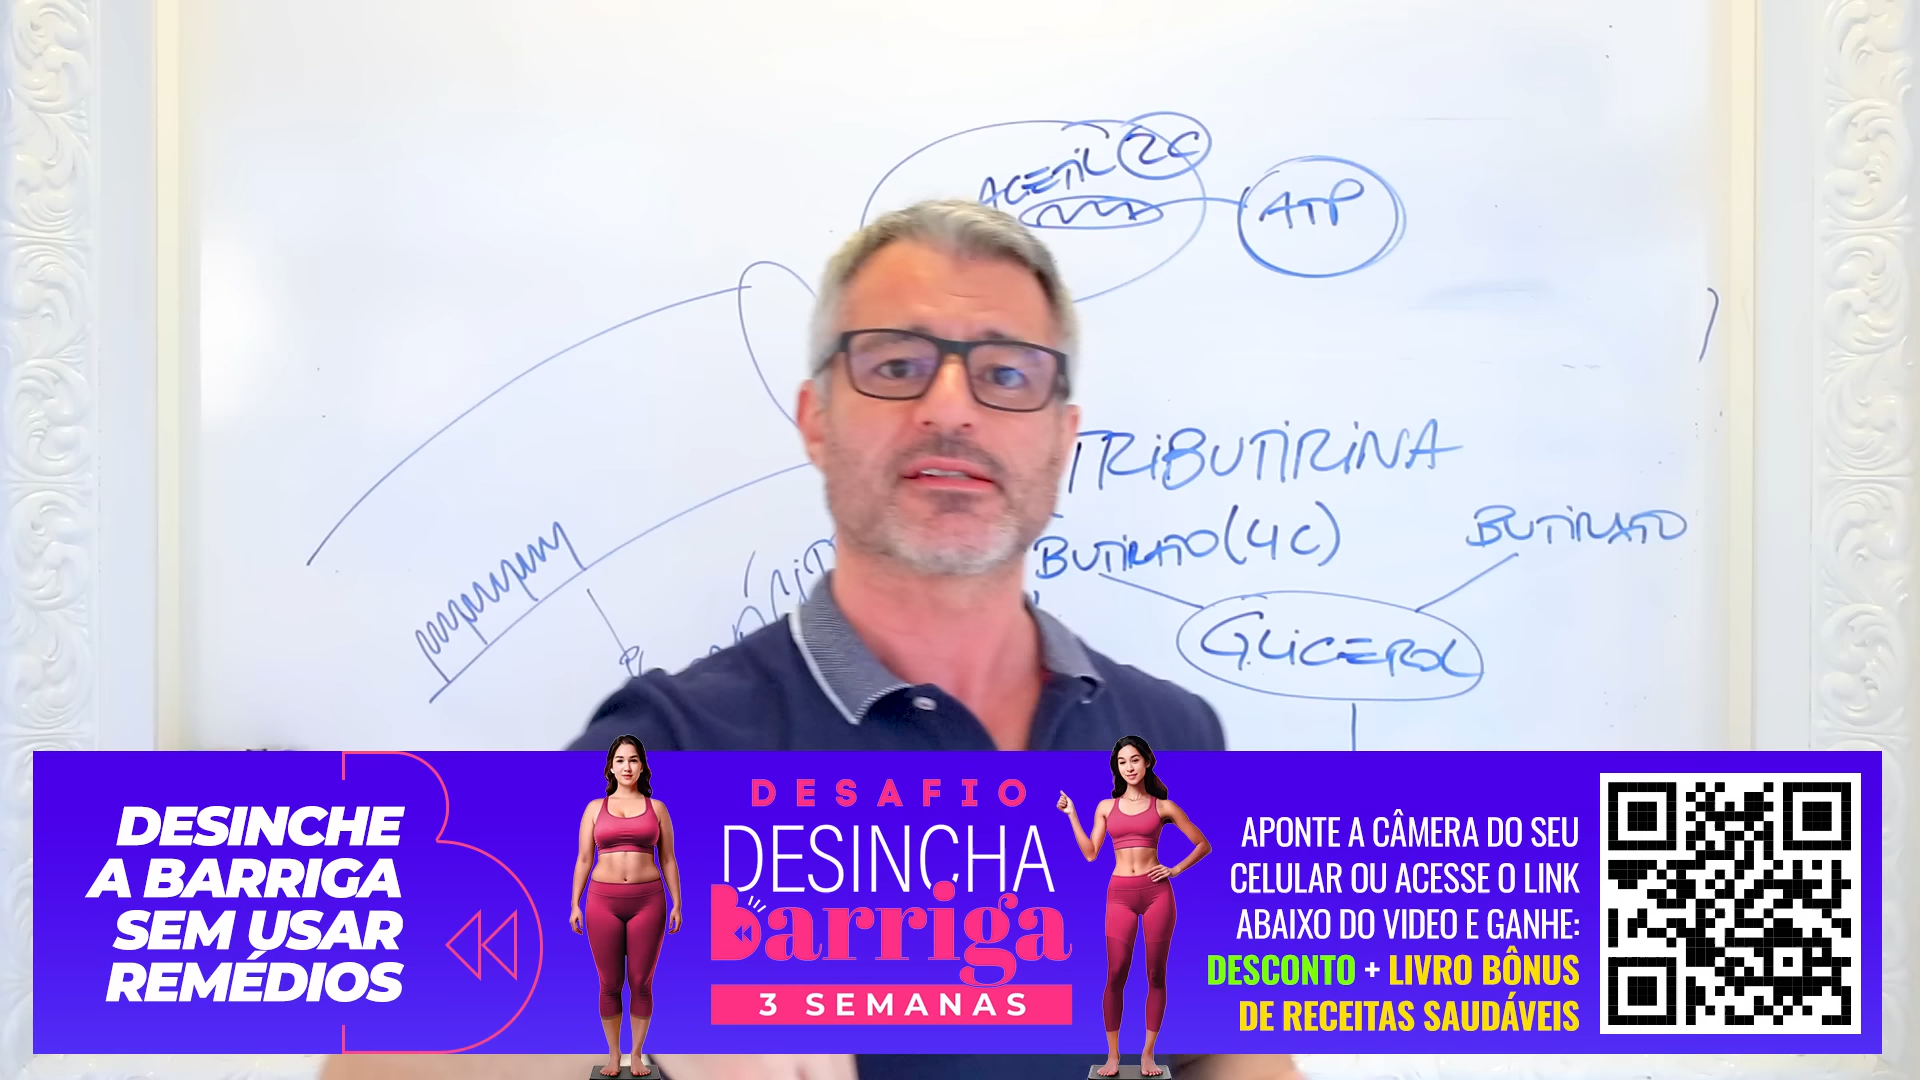 ACETIL 2C
ATP
TRIBUTIRINA
BUTIRATO (4C)
BUTIRATO
GLICEROL
DESINCHE
A BARRIGA
SEM USAR
REMÉDIOS
DESAFIO
DESINCHA
barriga
3 SEMANAS
APONTE A CÂMERA DO SEU
CELULAR OU ACESSE O LINK
ABAIXO DO VIDEO E GANHE:
DESCONTO + LIVRO BÔNUS
DE RECEITAS SAUDÁVEIS